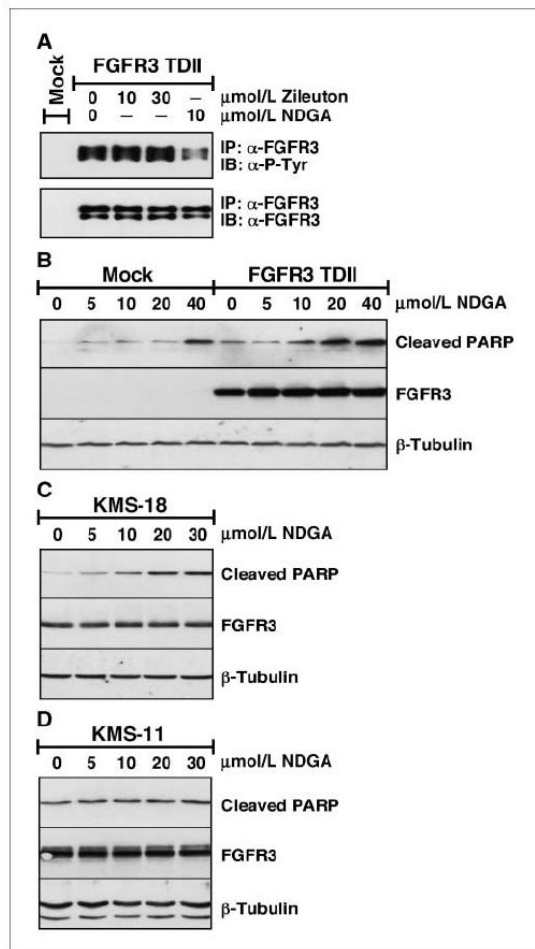 A
Mock
FGFR3 TDII
0 10 30 – μmol/L Zileuton
0 – – 10 μmol/L NDGA
IP: α-FGFR3
IB: α-P-Tyr
IP: α-FGFR3
IB: α-FGFR3
B
Mock FGFR3 TDII
0 5 10 20 40 0 5 10 20 40 μmol/L NDGA
Cleaved PARP
FGFR3
β-Tubulin
C
KMS-18
0 5 10 20 30 μmol/L NDGA
Cleaved PARP
FGFR3
β-Tubulin
D
KMS-11
0 5 10 20 30 μmol/L NDGA
Cleaved PARP
FGFR3
β-Tubulin